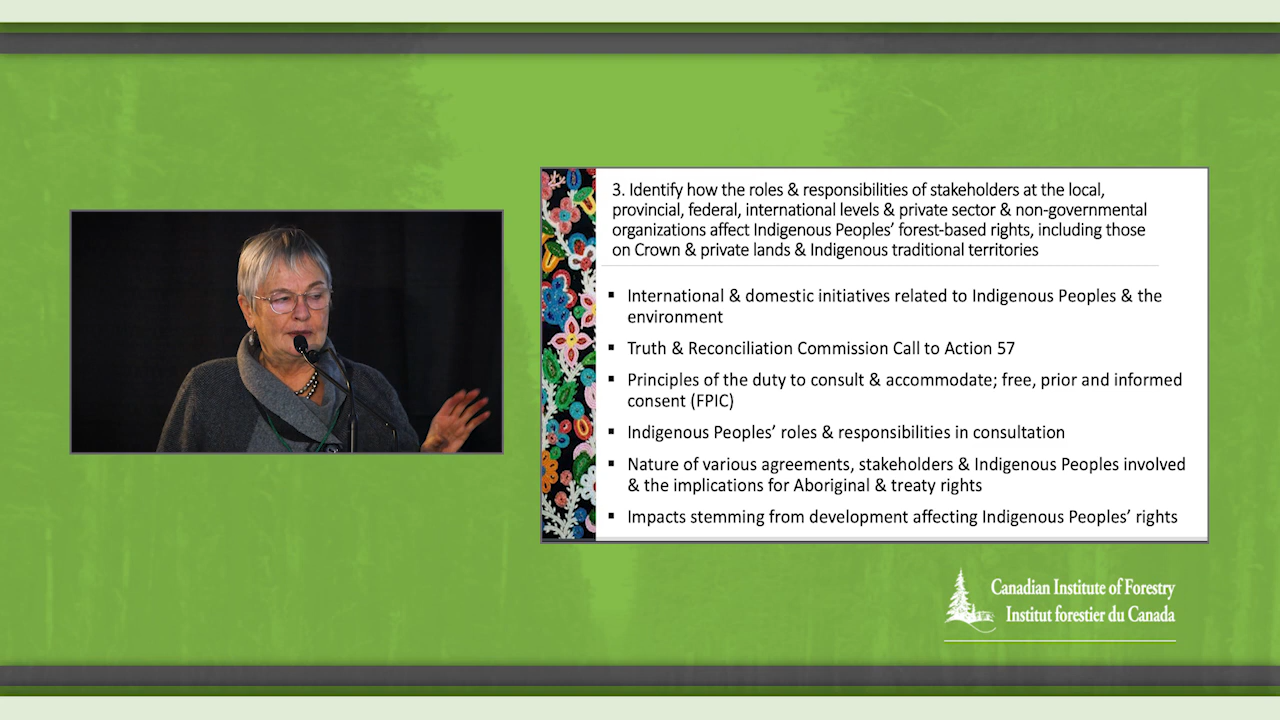 3. Identify how the roles & responsibilities of stakeholders at the local,
provincial, federal, international levels & private sector & non-governmental
organizations affect Indigenous Peoples’ forest-based rights, including those
on Crown & private lands & Indigenous traditional territories
▪ International & domestic initiatives related to Indigenous Peoples & the
environment
▪ Truth & Reconciliation Commission Call to Action 57
▪ Principles of the duty to consult & accommodate; free, prior and informed
consent (FPIC)
▪ Indigenous Peoples’ roles & responsibilities in consultation
▪ Nature of various agreements, stakeholders & Indigenous Peoples involved
& the implications for Aboriginal & treaty rights
▪ Impacts stemming from development affecting Indigenous Peoples’ rights
Canadian Institute of Forestry
Institut forestier du Canada